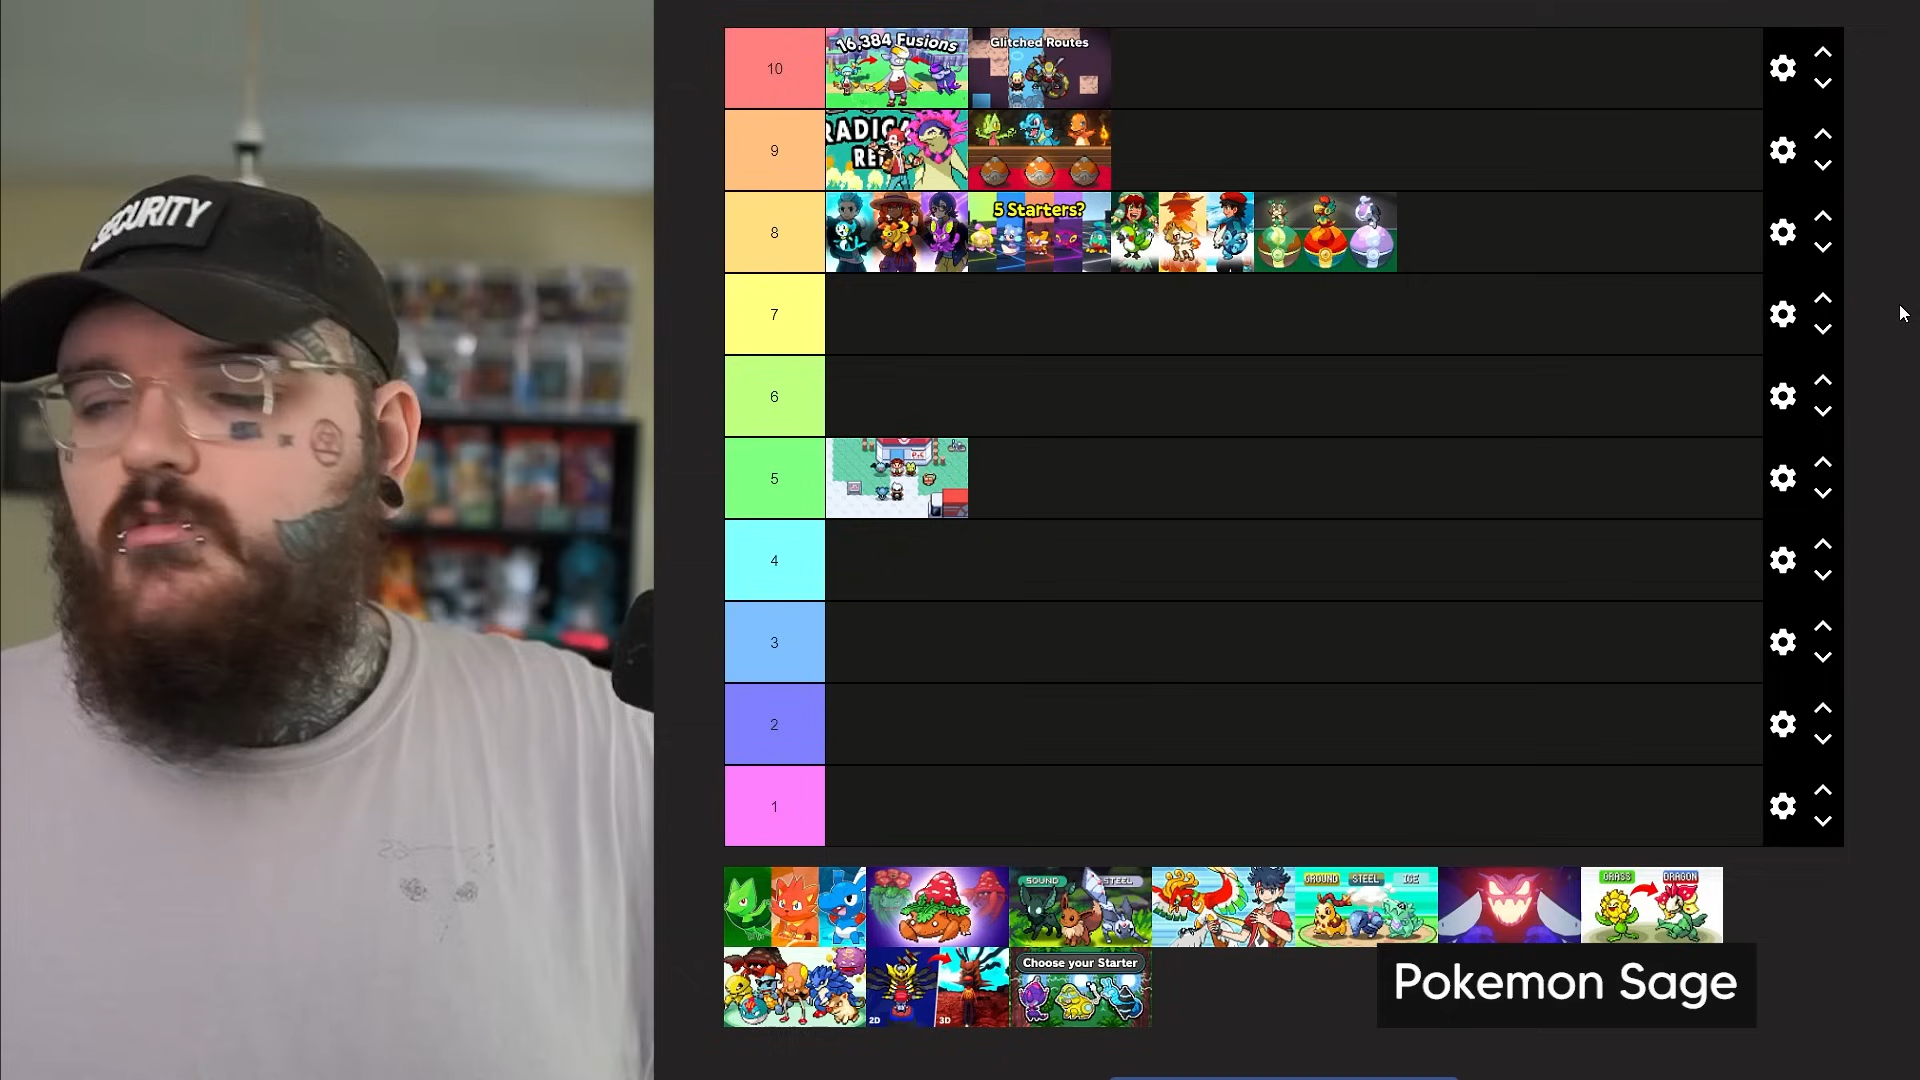 SECURITY
10
16,384 Fusions
Glitched Routes
9
RADICA
RE
8
5 Starters?
7
6
5
P.C
4
3
2
1
SOUND
STEEL
GROUND STEEL ICE
GRASS
DRAGON
2D
3D
Choose your Starter
Pokemon Sage